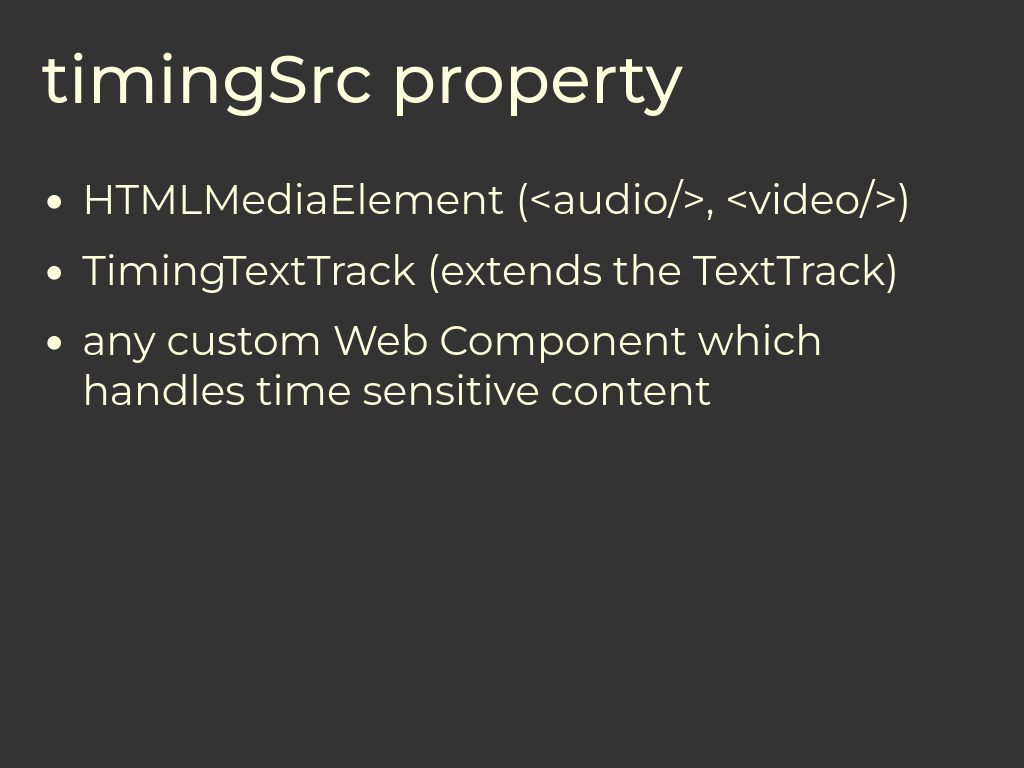 timingSrc property
• HTMLMediaElement (<audio/>, <video/>)
• TimingTextTrack (extends the TextTrack)
• any custom Web Component which
handles time sensitive content